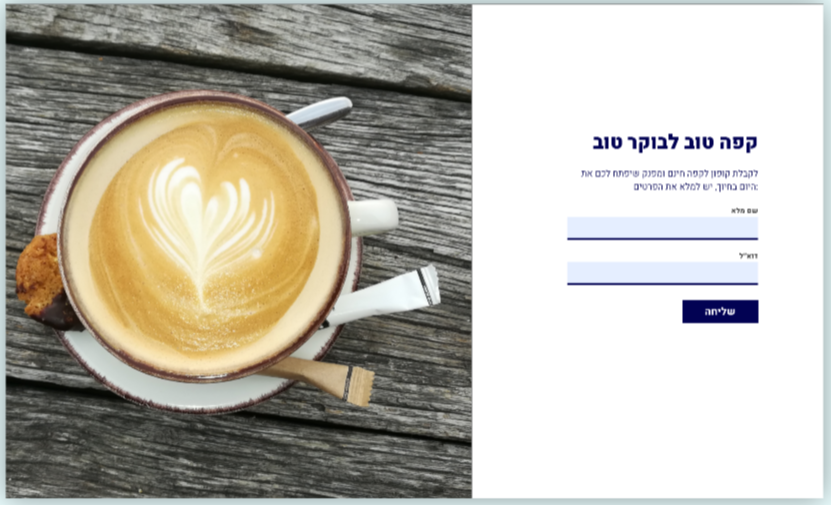 קפה טוב לבוקר טוב
לקבלת קופון לקפה חינם ומפנק שיפתח לכם את
היום בחיוך, יש למלא את הפרטים:
שם מלא
דוא"ל
שליחה